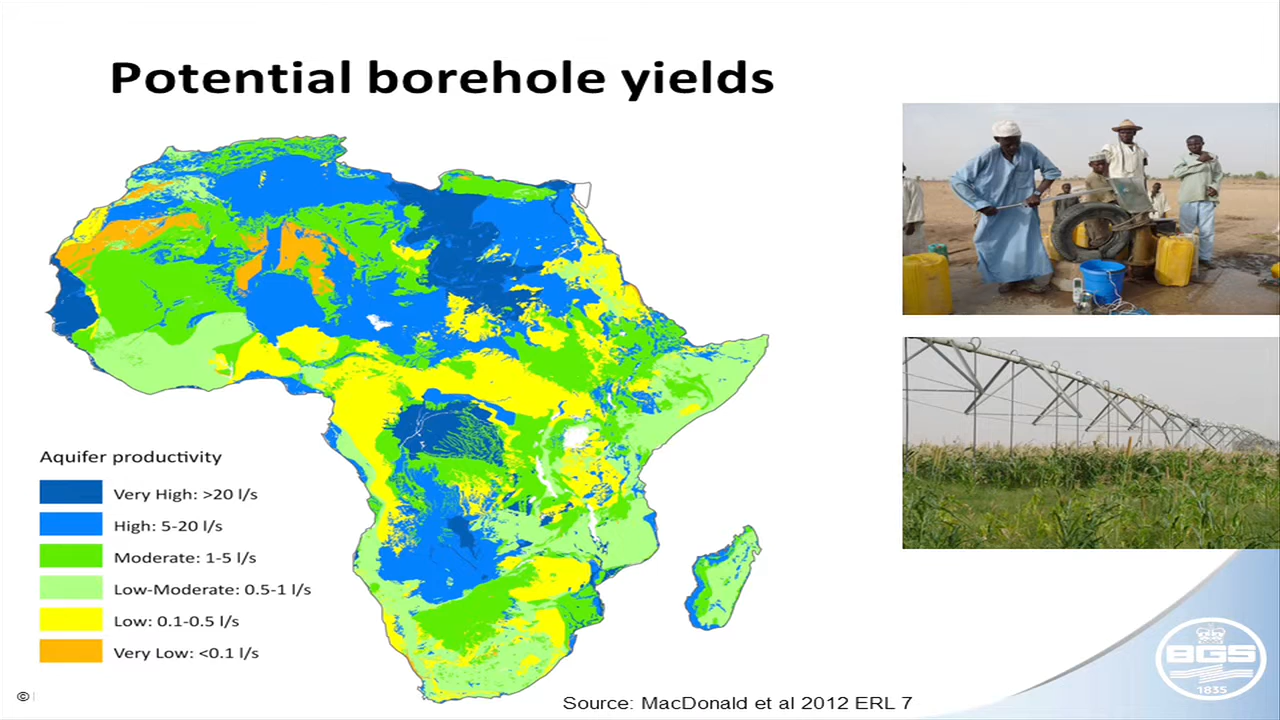 Potential borehole yields
Aquifer productivity
Very High: >20 l/s
High: 5-20 l/s
Moderate: 1-5 l/s
Low-Moderate: 0.5-1 l/s
Low: 0.1-0.5 l/s
Very Low: <0.1 l/s
©
Source: MacDonald et al 2012 ERL 7
BGS
1835